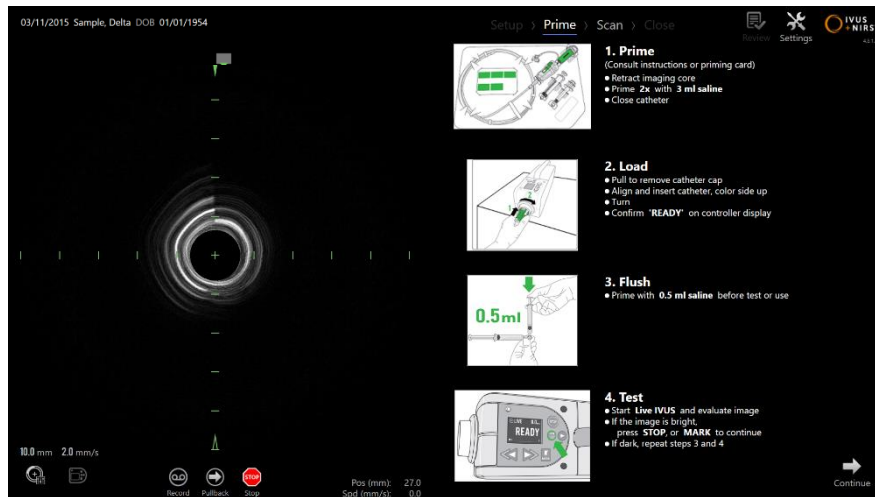 03/11/2015 Sample, Delta DOB 01/01/1954
Setup > Prime > Scan > Close
Review
Settings
IVUS
+NIRS
1. Prime
(Consult instructions or priming card)
• Retract imaging core
• Prime 2x with 3 ml saline
• Close catheter
2. Load
• Pull to remove catheter cap
• Align and insert catheter, color side up
• Turn
• Confirm 'READY' on controller display
1
2
3. Flush
• Prime with 0.5 ml saline before test or use
0.5ml
4. Test
• Start Live IVUS and evaluate image
• If the image is bright,
press STOP, or MARK to continue
• If dark, repeat steps 3 and 4
READY
10.0 mm 2.0 mm/s
Record
Pullback
STOP
Stop
Pos (mm): 27.0
Spd (mm/s): 0.0
Continue